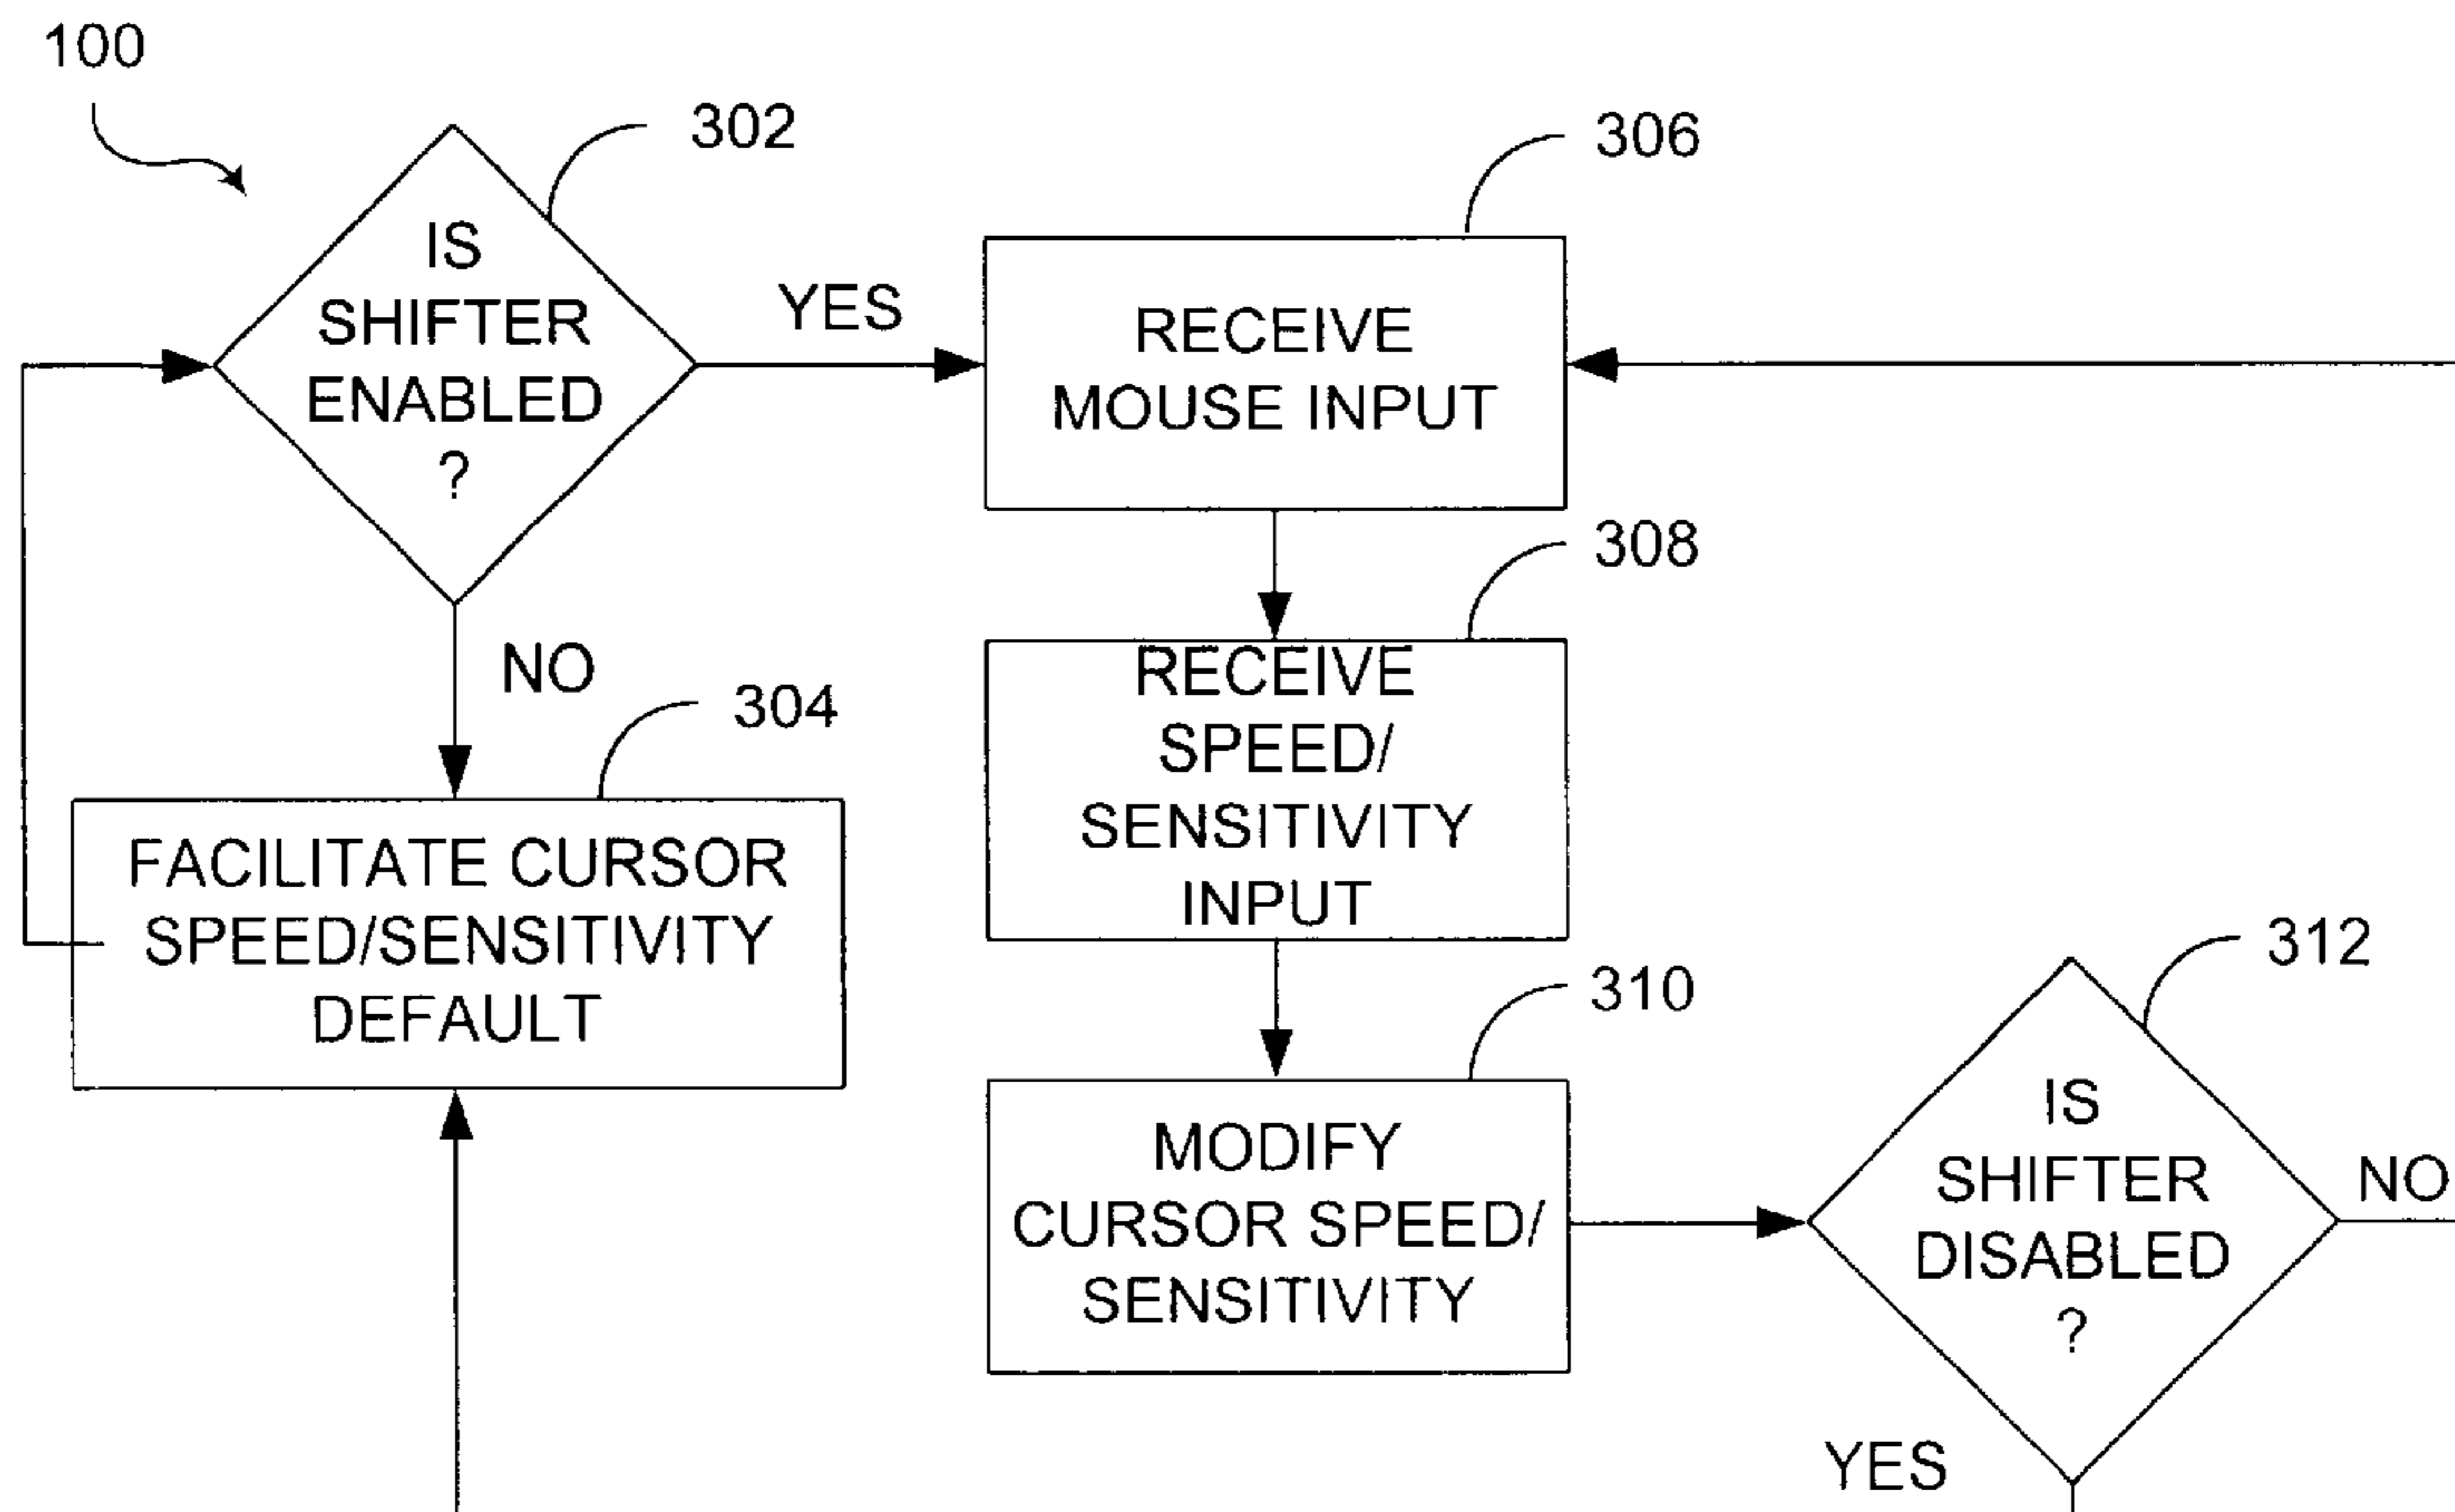 100
302
IS
SHIFTER
ENABLED
?
YES
NO
304
FACILITATE CURSOR
SPEED/SENSITIVITY
DEFAULT
306
RECEIVE
MOUSE INPUT
308
RECEIVE
SPEED/
SENSITIVITY
INPUT
310
MODIFY
CURSOR SPEED/
SENSITIVITY
312
IS
SHIFTER
DISABLED
?
NO
YES